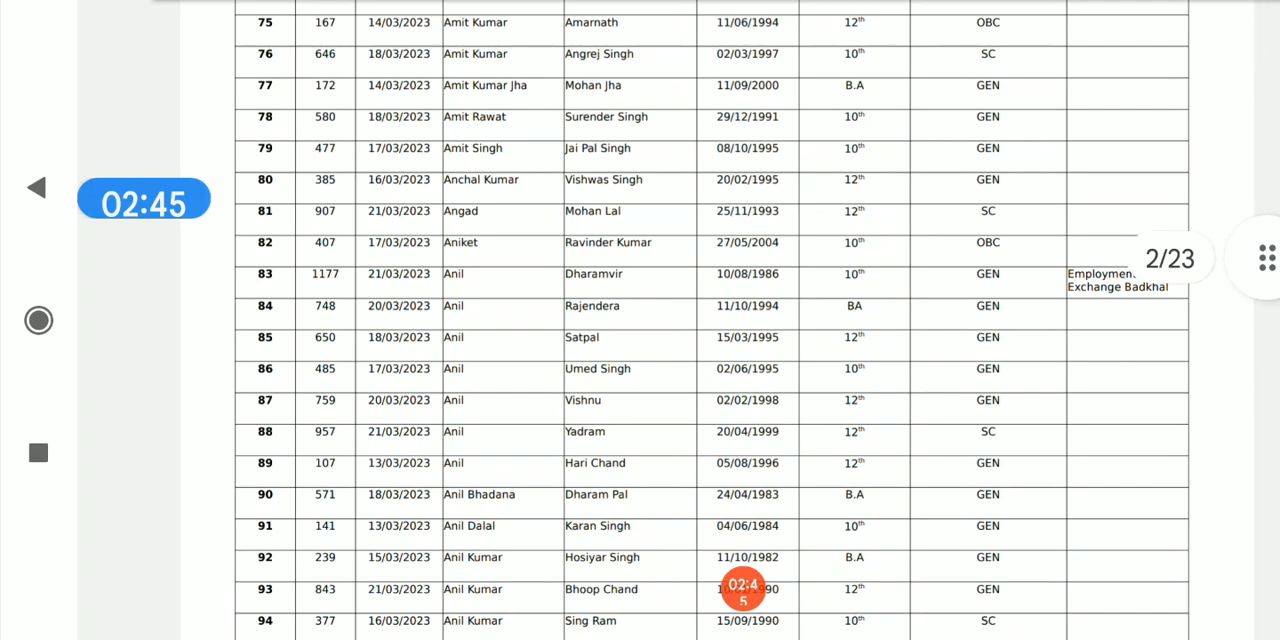 75 167 14/03/2023 Amit Kumar Amarnath 11/06/1994 12th OBC
76 646 18/03/2023 Amit Kumar Angrej Singh 02/03/1997 10th SC
77 172 14/03/2023 Amit Kumar Jha Mohan Jha 11/09/2000 B.A GEN
78 580 18/03/2023 Amit Rawat Surender Singh 29/12/1991 10th GEN
79 477 17/03/2023 Amit Singh Jai Pal Singh 08/10/1995 10th GEN
80 385 16/03/2023 Anchal Kumar Vishwas Singh 20/02/1995 12th GEN
02:45
81 907 21/03/2023 Angad Mohan Lal 25/11/1993 12th SC
82 407 17/03/2023 Aniket Ravinder Kumar 27/05/2004 10th OBC
2/23
83 1177 21/03/2023 Anil Dharamvir 10/08/1986 10th GEN Employment
Exchange Badkhal
84 748 20/03/2023 Anil Rajendera 11/10/1994 BA GEN
85 650 18/03/2023 Anil Satpal 15/03/1995 12th GEN
86 485 17/03/2023 Anil Umed Singh 02/06/1995 10th GEN
87 759 20/03/2023 Anil Vishnu 02/02/1998 12th GEN
88 957 21/03/2023 Anil Yadram 20/04/1999 12th SC
89 107 13/03/2023 Anil Hari Chand 05/08/1996 12th GEN
90 571 18/03/2023 Anil Bhadana Dharam Pal 24/04/1983 B.A GEN
91 141 13/03/2023 Anil Dalal Karan Singh 04/06/1984 10th GEN
92 239 15/03/2023 Anil Kumar Hosiyar Singh 11/10/1982 B.A GEN
93 843 21/03/2023 Anil Kumar Bhoop Chand 12th GEN
02:4
5
94 377 16/03/2023 Anil Kumar Sing Ram 15/09/1990 10th SC